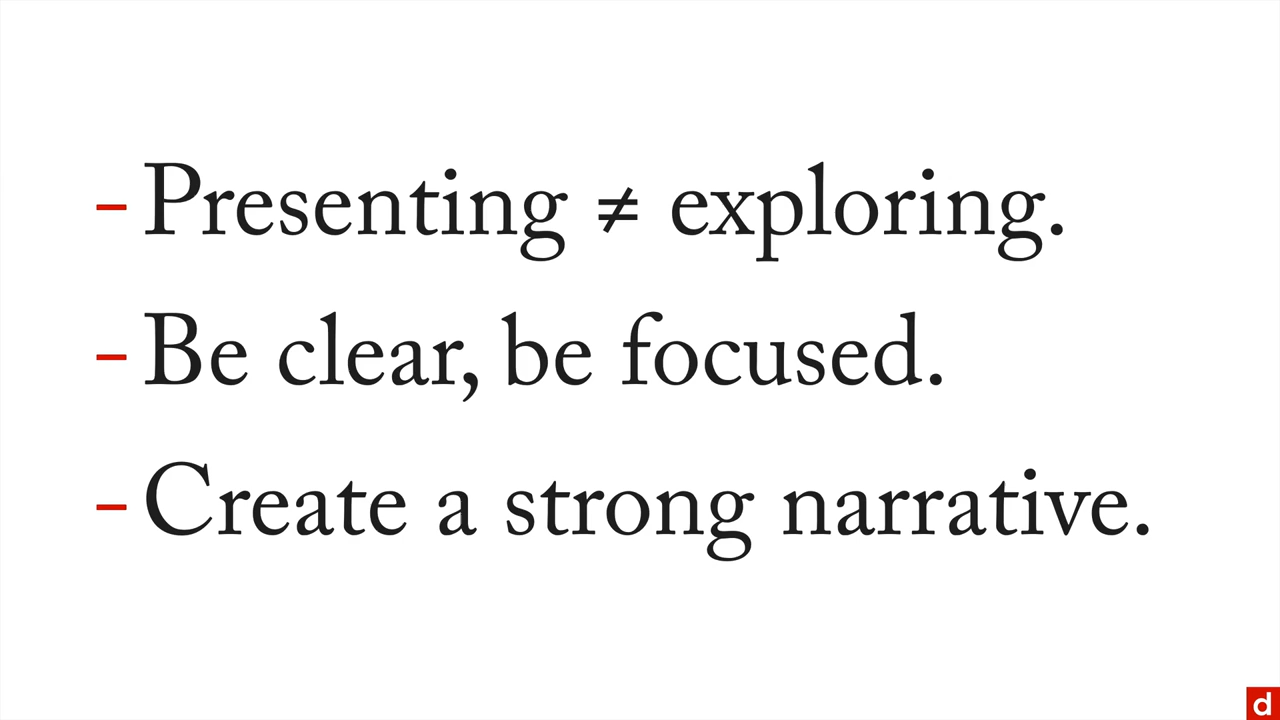 – Presenting ≠ exploring.
– Be clear, be focused.
– Create a strong narrative.
d